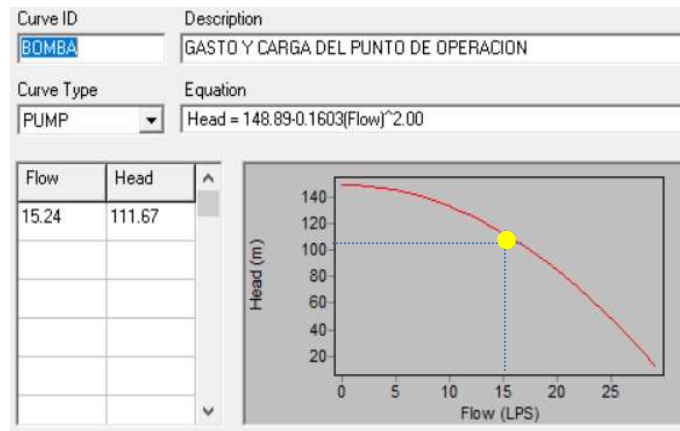 Curve ID Description
BOMBA GASTO Y CARGA DEL PUNTO DE OPERACION
Curve Type Equation
PUMP Head = 148.89-0.1603(Flow)^2.00
Flow Head
15.24 111.67
140
120
100
80
60
40
20
Head (m)
0 5 10 15 20 25
Flow (LPS)